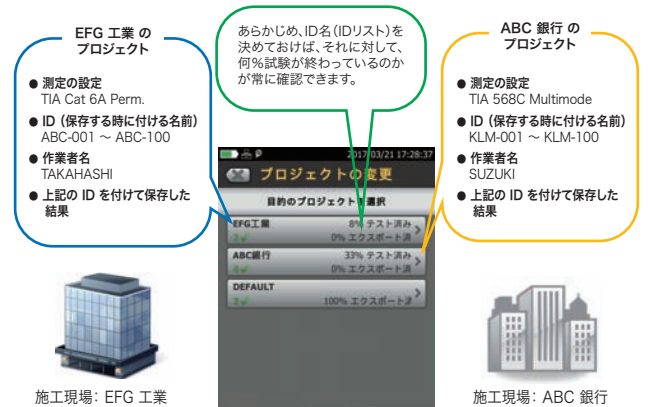 EFG 工業 の
プロジェクト
● 測定の設定
TIA Cat 6A Perm.
● ID (保存する時に付ける名前)
ABC-001 ～ ABC-100
● 作業者名
TAKAHASHI
● 上記の ID を付けて保存した
結果
あらかじめ、ID名(IDリスト)を
決めておけば、それに対して、
何%試験が終わっているのか
が常に確認できます。
ABC 銀行 の
プロジェクト
● 測定の設定
TIA 568C Multimode
● ID (保存する時に付ける名前)
KLM-001 ～ KLM-100
● 作業者名
SUZUKI
● 上記の ID を付けて保存した
結果
2017/03/21 17:28:37
プロジェクトの変更
目的のプロジェクトを選択
EFG工業 8% テスト済み
0% エクスポート済
ABC銀行 33% テスト済み
4✓ 0% エクスポート済
DEFAULT
2✓ 100% エクスポート済
施工現場： EFG 工業
施工現場： ABC 銀行